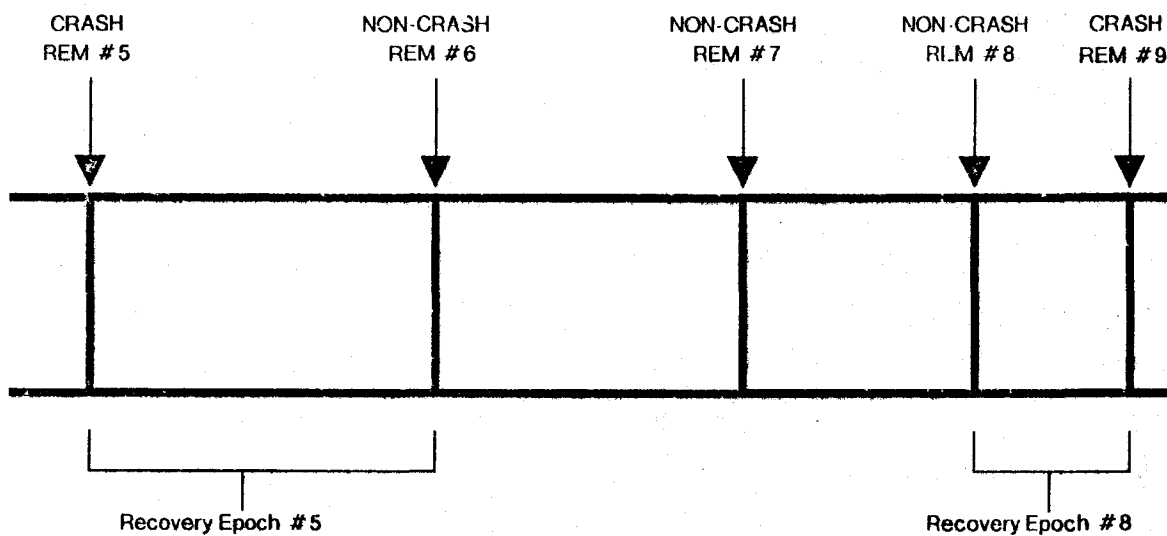 CRASH
REM #5
NON-CRASH
REM #6
NON-CRASH
REM #7
NON-CRASH
REM #8
CRASH
REM #9
Recovery Epoch #5
Recovery Epoch #8